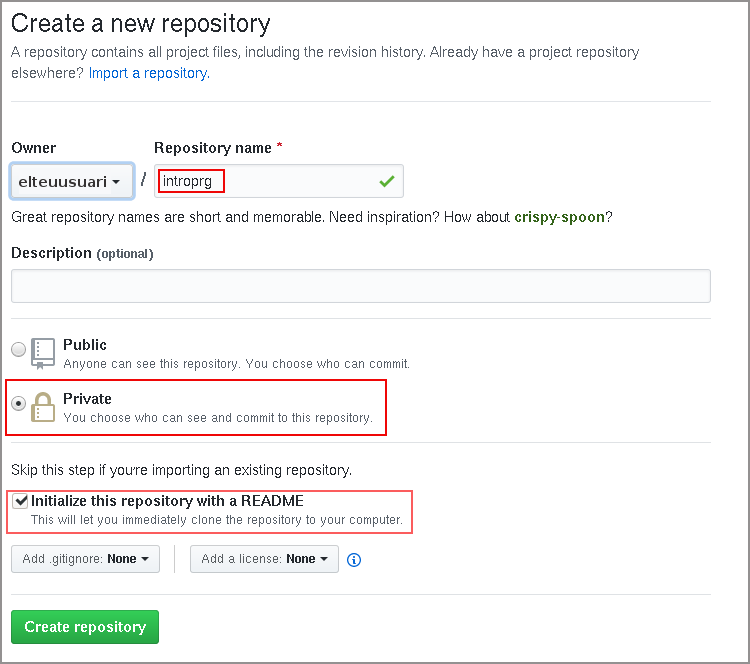 Create a new repository
A repository contains all project files, including the revision history. Already have a project repository
elsewhere? Import a repository.
Owner
Repository name *
elteuusuari
/
introprg
Great repository names are short and memorable. Need inspiration? How about crispy-spoon?
Description (optional)
Public
Anyone can see this repository. You choose who can commit.
Private
You choose who can see and commit to this repository.
Skip this step if you're importing an existing repository.
Initialize this repository with a README
This will let you immediately clone the repository to your computer.
Add .gitignore: None
Add a license: None
Create repository